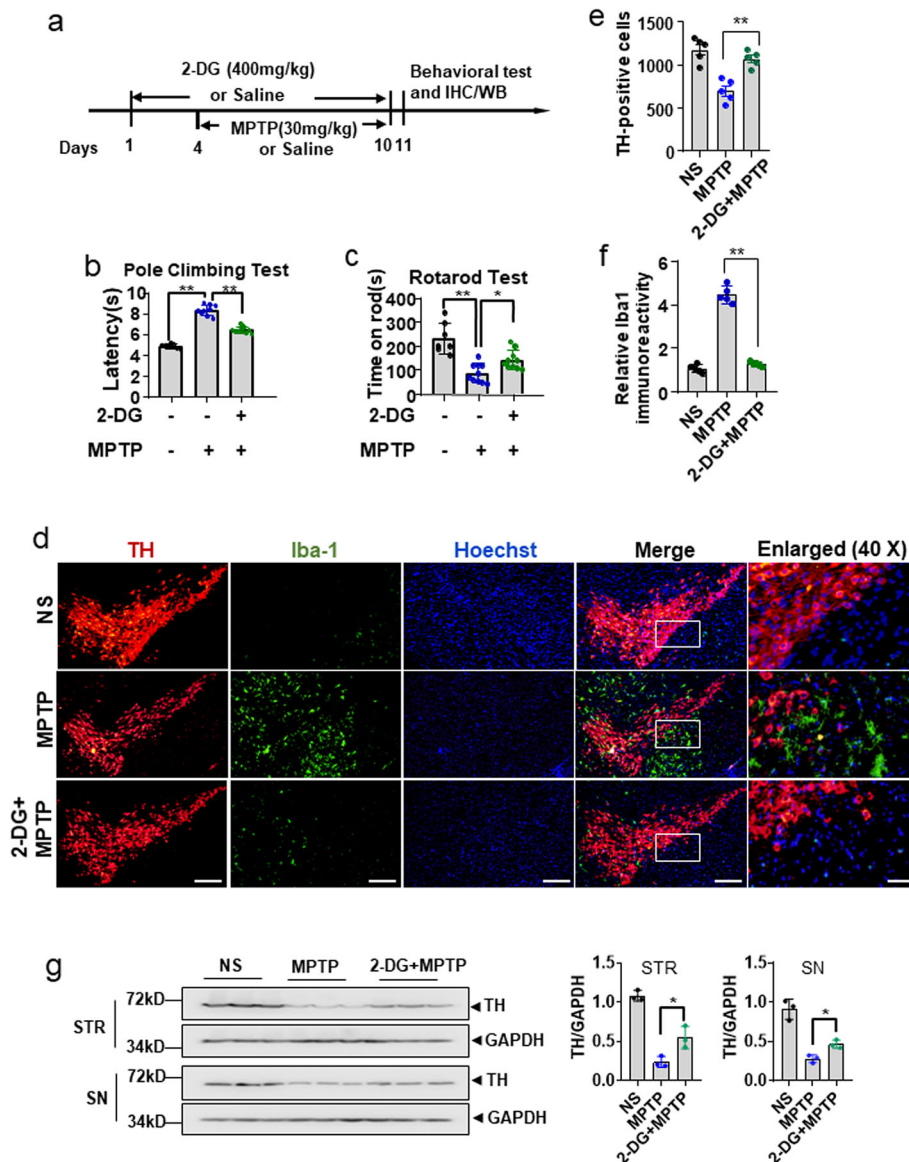 a
2-DG (400mg/kg)
or Saline
Behavioral test
and IHC/WB
MPTP(30mg/kg)
or Saline
Days 1 4 10 11
b
Pole Climbing Test
** **
Latency(s)
10
8
6
4
2
0
2-DG - - +
MPTP - + +
c
Rotarod Test
** *
Time on rod(s)
400
300
200
100
0
2-DG - - +
MPTP - + +
e
**
TH-positive cells
1500
1000
500
0
NS
MPTP
2-DG+MPTP
f
**
Relative Iba1
immunoreactivity
6
4
2
0
NS
MPTP
2-DG+MPTP
d
TH Iba-1 Hoechst Merge Enlarged (40 X)
NS
MPTP
2-DG+
MPTP
g
NS MPTP 2-DG+MPTP
STR
72kD TH
34kD GAPDH
SN
72kD TH
34kD GAPDH
STR
*
TH/GAPDH
1.5
1.0
0.5
0.0
NS
MPTP
2-DG+MPTP
SN
*
TH/GAPDH
1.5
1.0
0.5
0.0
NS
MPTP
2-DG+MPTP